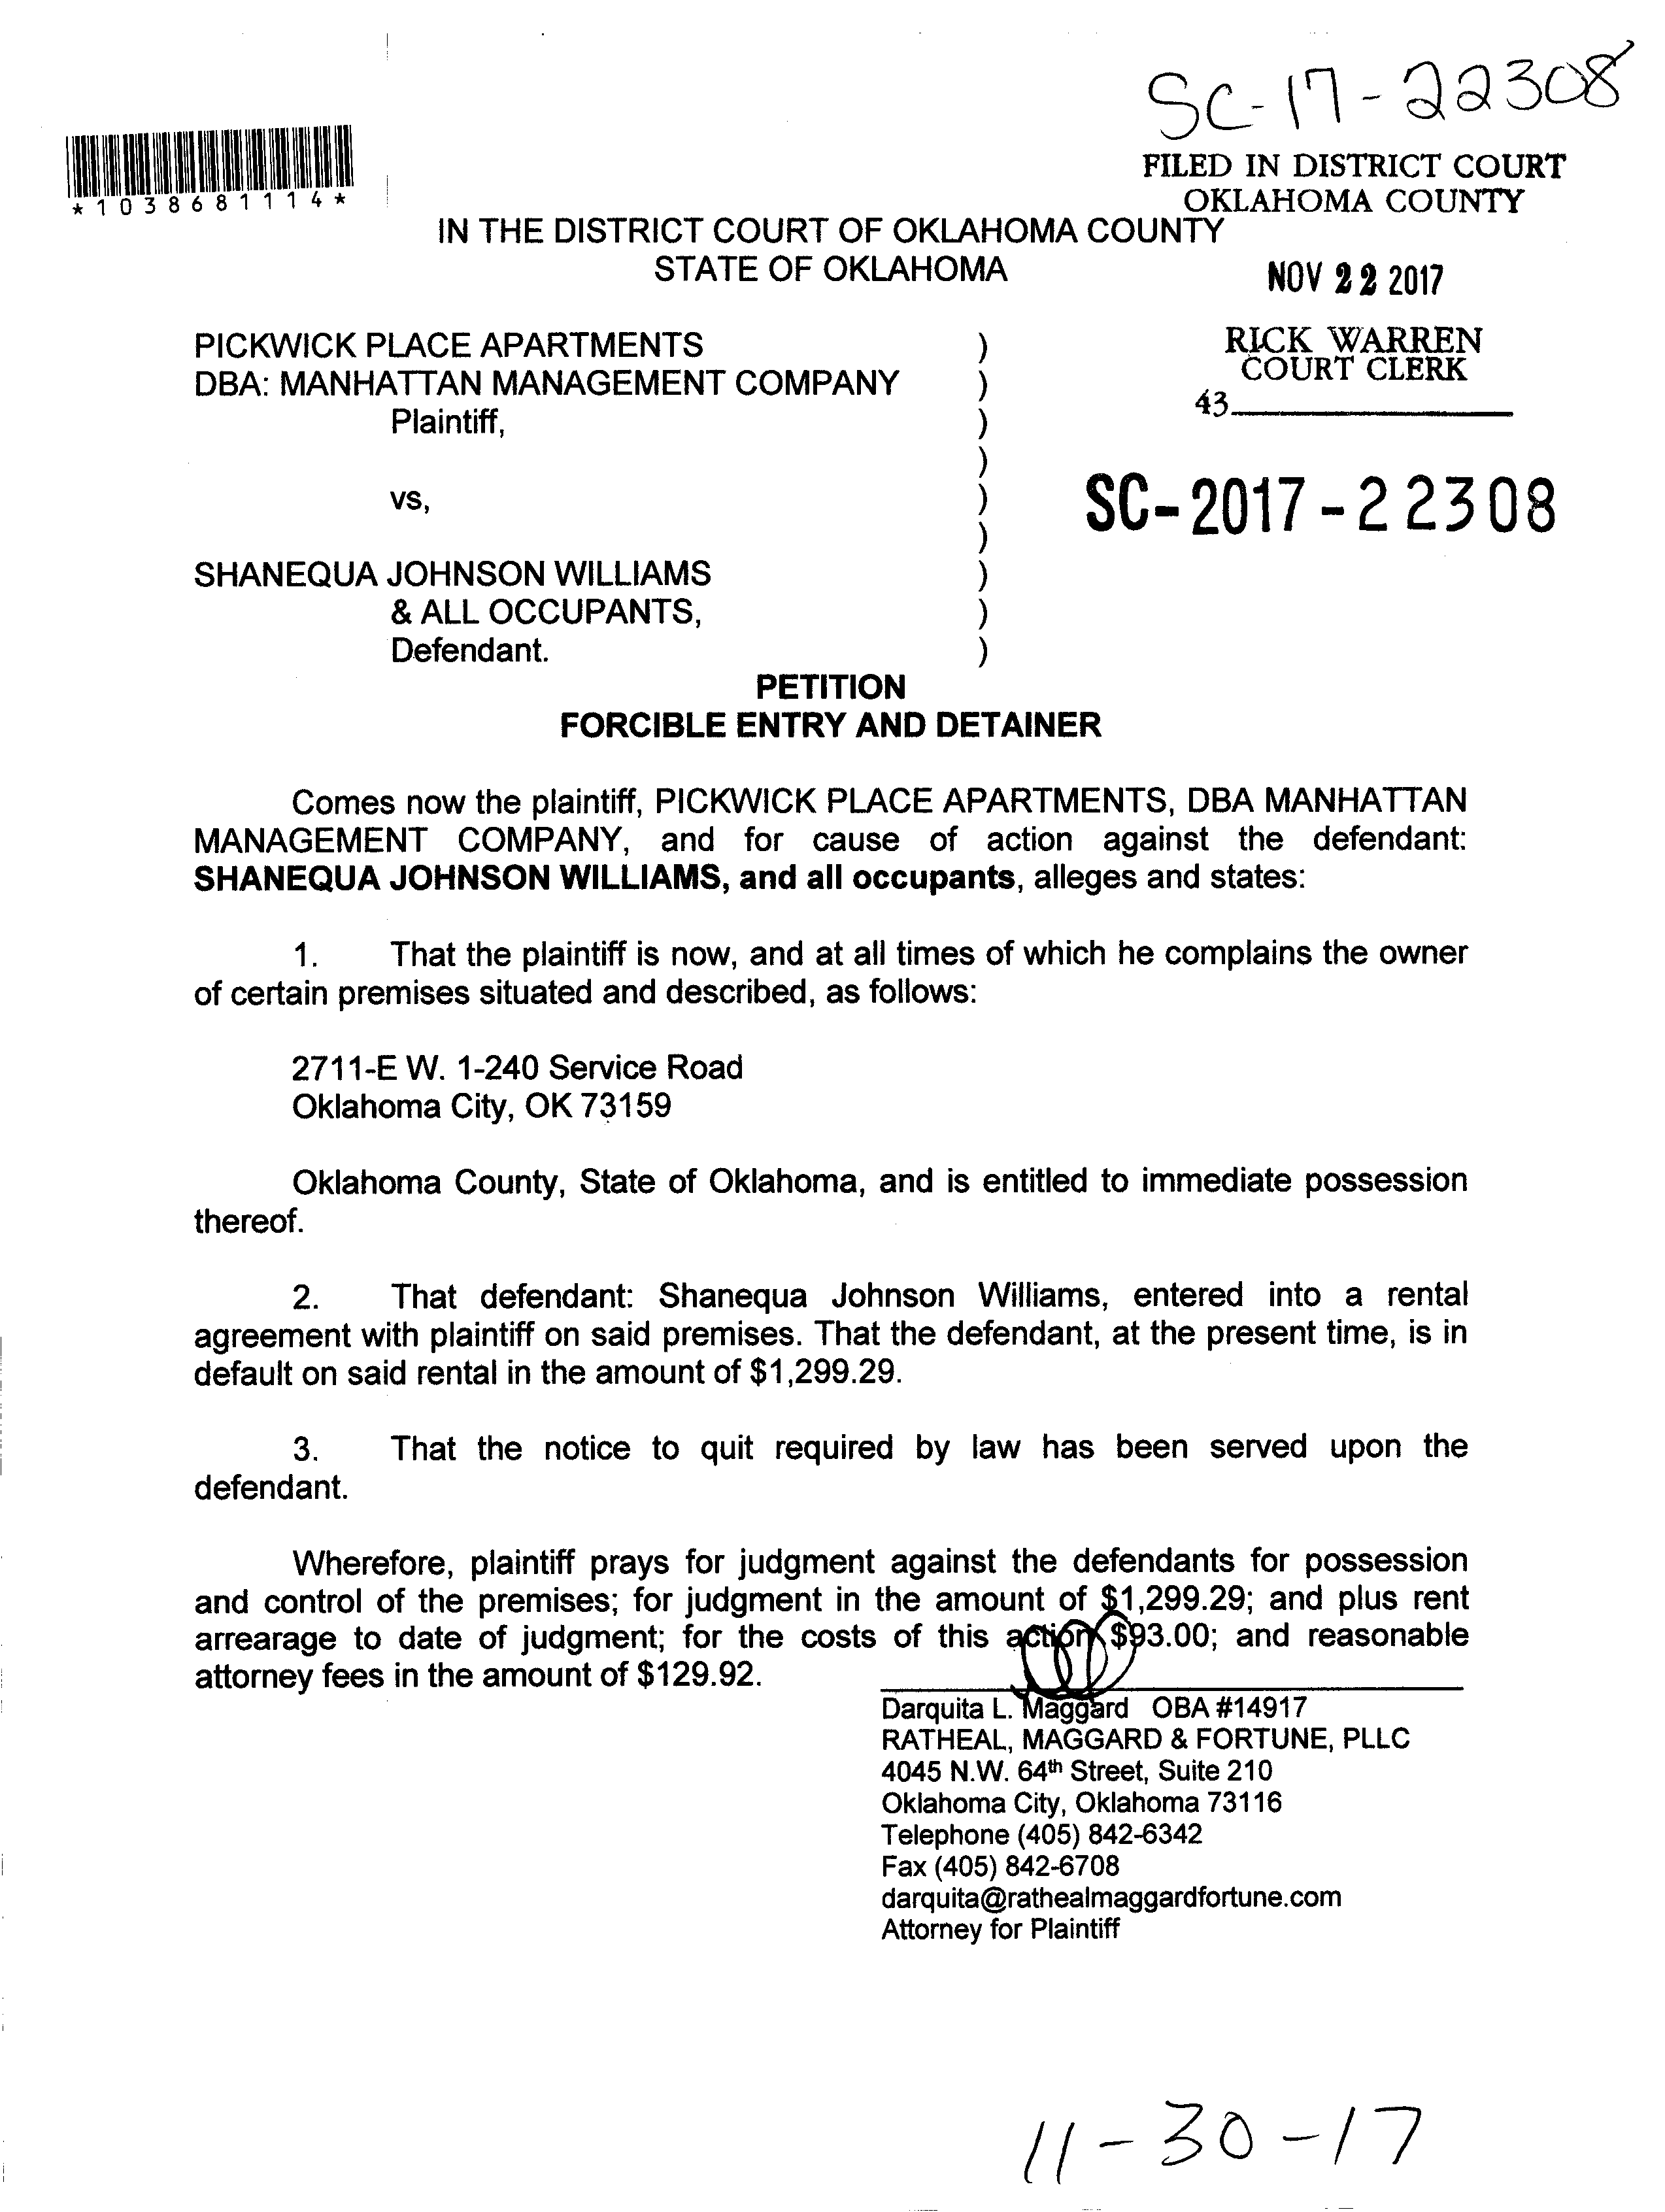 SC-17-22308
*1038681114*
FILED IN DISTRICT COURT
OKLAHOMA COUNTY
IN THE DISTRICT COURT OF OKLAHOMA COUNTY
STATE OF OKLAHOMA
NOV 22 2017
RICK WARREN
COURT CLERK
43
PICKWICK PLACE APARTMENTS )
DBA: MANHATTAN MANAGEMENT COMPANY )
Plaintiff, )
)
vs, )
)
SC-2017-22308
SHANEQUA JOHNSON WILLIAMS )
& ALL OCCUPANTS, )
Defendant. )
PETITION
FORCIBLE ENTRY AND DETAINER
Comes now the plaintiff, PICKWICK PLACE APARTMENTS, DBA MANHATTAN
MANAGEMENT COMPANY, and for cause of action against the defendant:
SHANEQUA JOHNSON WILLIAMS, and all occupants, alleges and states:
1. That the plaintiff is now, and at all times of which he complains the owner
of certain premises situated and described, as follows:
2711-E W. 1-240 Service Road
Oklahoma City, OK 73159
Oklahoma County, State of Oklahoma, and is entitled to immediate possession
thereof.
2. That defendant: Shanequa Johnson Williams, entered into a rental
agreement with plaintiff on said premises. That the defendant, at the present time, is in
default on said rental in the amount of $1,299.29.
3. That the notice to quit required by law has been served upon the
defendant.
Wherefore, plaintiff prays for judgment against the defendants for possession
and control of the premises; for judgment in the amount of $1,299.29; and plus rent
arrearage to date of judgment; for the costs of this action $93.00; and reasonable
attorney fees in the amount of $129.92.
Darquita L. Maggard OBA #14917
RATHEAL, MAGGARD & FORTUNE, PLLC
4045 N.W. 64th Street, Suite 210
Oklahoma City, Oklahoma 73116
Telephone (405) 842-6342
Fax (405) 842-6708
darquita@rathealmaggardfortune.com
Attorney for Plaintiff
11-30-17